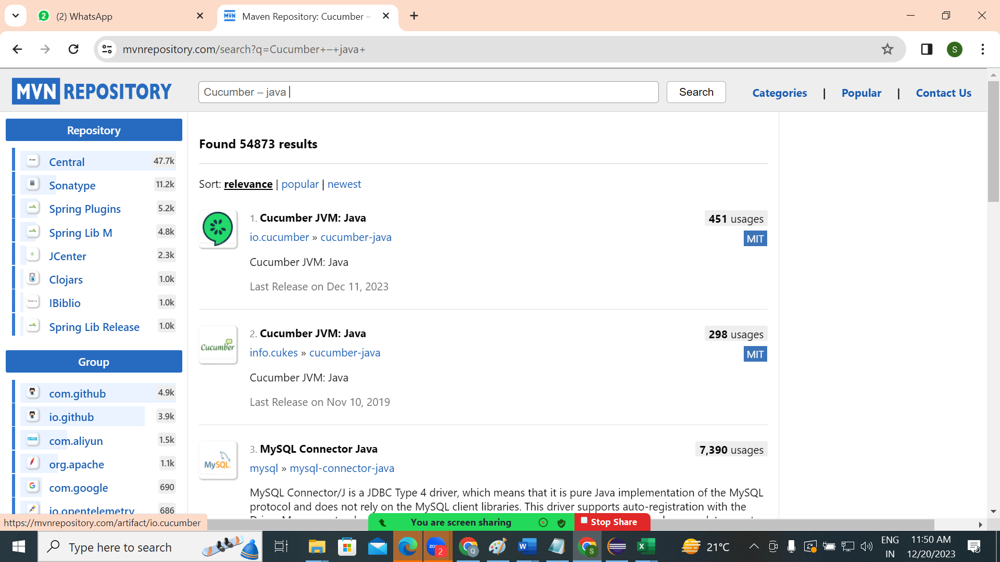 (2) WhatsApp
Maven Repository: Cucumber –
mvnrepository.com/search?q=Cucumber+–+java+
S
MVN REPOSITORY
Cucumber – java
Search
Categories | Popular | Contact Us
Repository
Central 47.7k
Sonatype 11.2k
Spring Plugins 5.2k
Spring Lib M 4.8k
JCenter 2.3k
Clojars 1.0k
IBiblio 1.0k
Spring Lib Release 1.0k
Group
com.github 4.9k
io.github 3.9k
com.aliyun 1.5k
org.apache 1.1k
com.google 690
io.opentelemetry 686
Found 54873 results
Sort: relevance | popular | newest
1. Cucumber JVM: Java
451 usages
io.cucumber » cucumber-java
MIT
Cucumber JVM: Java
Last Release on Dec 11, 2023
Cucumber
2. Cucumber JVM: Java
298 usages
info.cukes » cucumber-java
MIT
Cucumber JVM: Java
Last Release on Nov 10, 2019
MySQL
3. MySQL Connector Java
7,390 usages
mysql » mysql-connector-java
MySQL Connector/J is a JDBC Type 4 driver, which means that it is pure Java implementation of the MySQL
protocol and does not rely on the MySQL client libraries. This driver supports auto-registration with the
https://mvnrepository.com/artifact/io.cucumber
You are screen sharing
Stop Share
Type here to search
21°C
ENG
IN
11:50 AM
12/20/2023